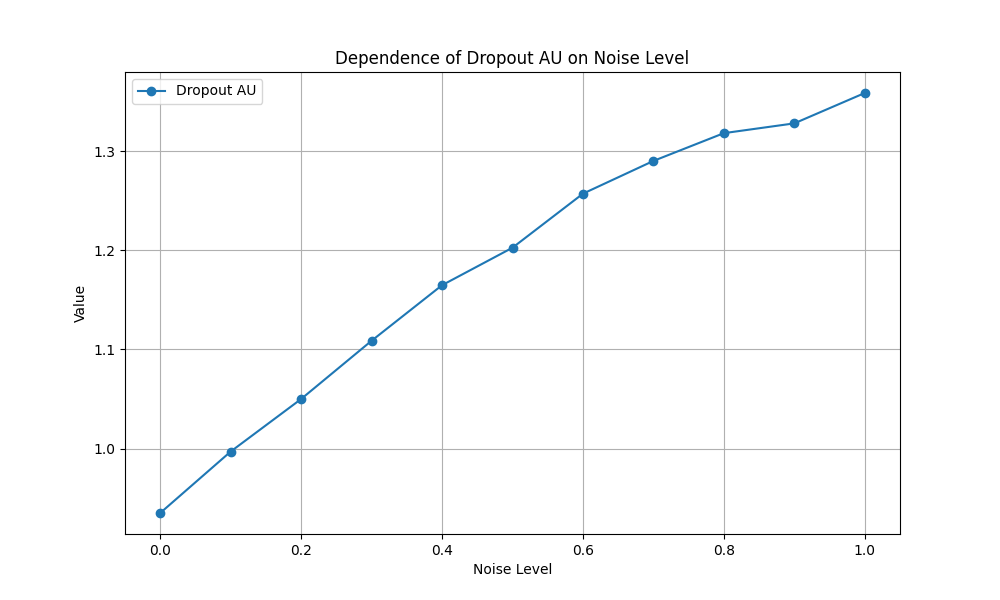 Dependence of Dropout AU on Noise Level
Dropout AU
1.3
1.2
1.1
1.0
Value
0.0 0.2 0.4 0.6 0.8 1.0
Noise Level